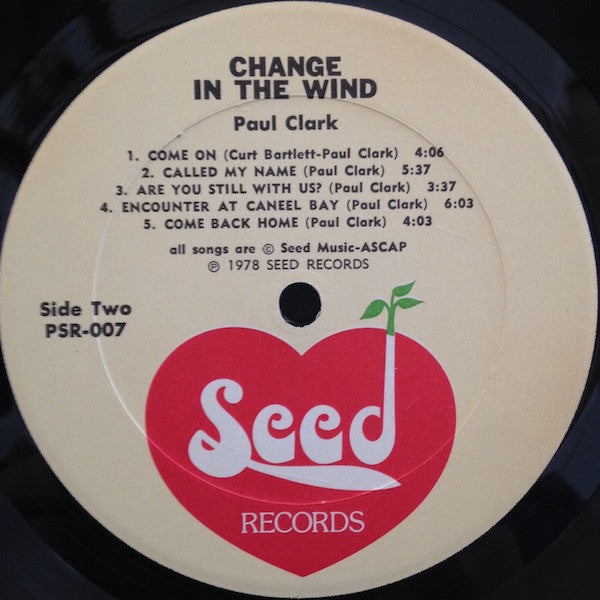 CHANGE
IN THE WIND
Paul Clark
1. COME ON (Curt Bartlett-Paul Clark) 4:06
2. CALLED MY NAME (Paul Clark) 5:37
3. ARE YOU STILL WITH US? (Paul Clark) 3:37
4. ENCOUNTER AT CANEEL BAY (Paul Clark) 6:03
5. COME BACK HOME (Paul Clark) 4:03
all songs are © Seed Music-ASCAP
℗ 1978 SEED RECORDS
Side Two
PSR-007
Seed
RECORDS